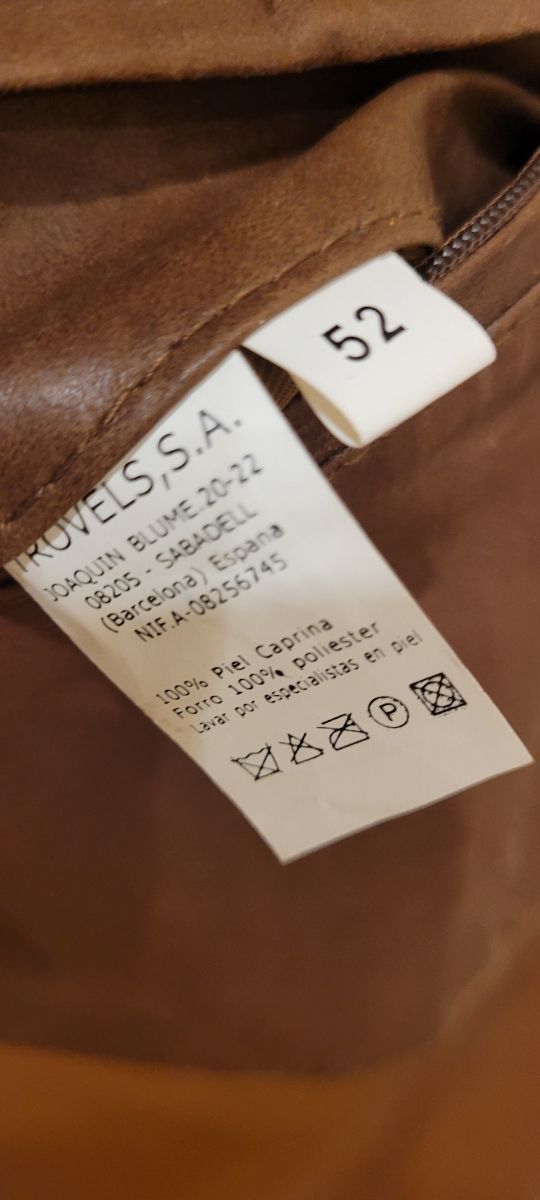 52
TROVELS,S.A.
JOAQUIN BLUME.20-22
08205 - SABADELL
(Barcelona) Espana
NIF.A-08256745
100% Piel Caprina
Forro 100% poliester
Lavar por especialistas en piel
P